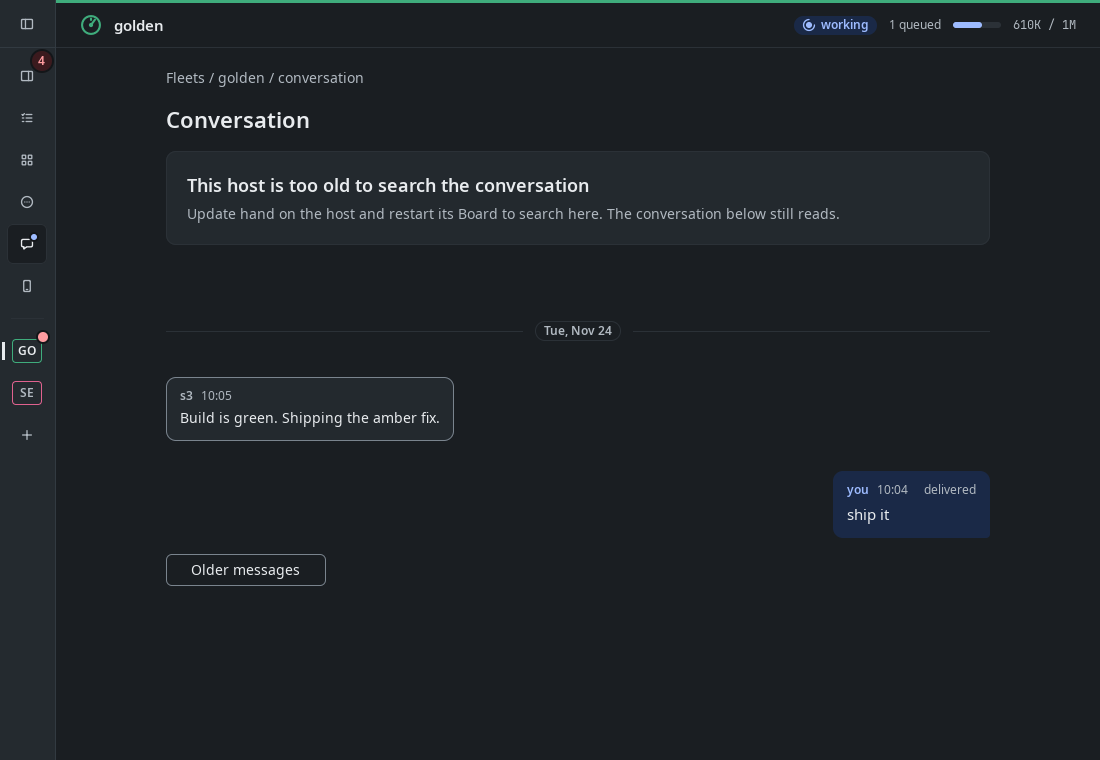 golden
working
1 queued
610K / 1M
4
Fleets / golden / conversation
Conversation
This host is too old to search the conversation
Update hand on the host and restart its Board to search here. The conversation below still reads.
Tue, Nov 24
GO
SE
s3 10:05
Build is green. Shipping the amber fix.
you 10:04 delivered
ship it
Older messages